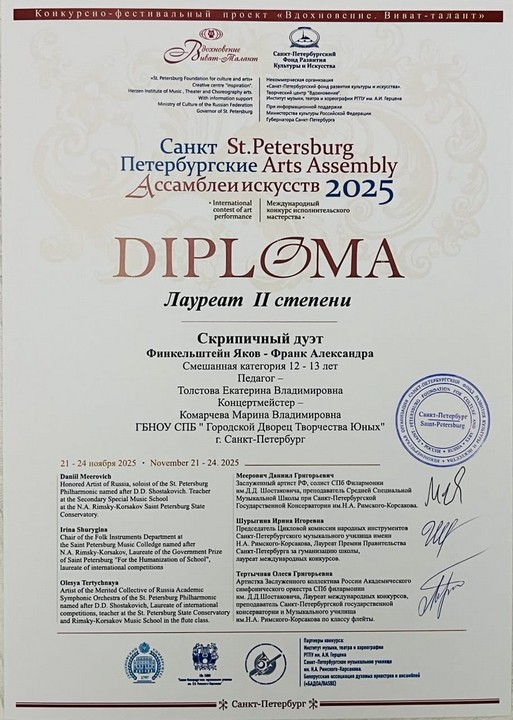 Конкурсно-фестивальный проект «Вдохновение. Виват-талант»
Вдохновение
Виват-Талант
Санкт-Петербургский
Фонд Развития
Культуры и Искусства
«St. Petersburg Foundation for culture and arts»
Creative centre "Inspiration".
Herzen Institute of Music, Theater and Choreography arts.
With information support
Ministry of Culture of the Russian Federation
Governor of St. Petersburg
Некоммерческая организация
«Санкт-Петербургский фонд развития культуры и искусства»
Творческий центр "Вдохновение".
Институт музыки, театра и хореографии РГПУ им. А.И. Герцена
При информационной поддержке
Министерства культуры Российской Федерации
Губернатора Санкт-Петербурга
Санкт St.Petersburg
Петербургские Arts Assembly
Ассамблеи искусств 2025
• International
contest of art
performance
Международный
конкурс исполнительского
мастерства •
DIPLOMA
Лауреат II степени
Скрипичный дуэт
Финкельштейн Яков - Франк Александра
Смешанная категория 12 - 13 лет
Педагог –
Толстова Екатерина Владимировна
Концертмейстер –
Комарчева Марина Владимировна
ГБНОУ СПБ " Городской Дворец Творчества Юных"
г. Санкт-Петербург
Санкт-Петербург
Saint-Petersburg
21 - 24 ноября 2025 • November 21 - 24. 2025
Daniil Meerovich
Honored Artist of Russia, soloist of the St. Petersburg
Philharmonic named after D.D. Shostakovich. Teacher
at the Secondary Special Music School
at the N.A. Rimsky-Korsakov Saint Petersburg State
Conservatory.
Меерович Даниил Григорьевич
Заслуженный артист РФ, солист СПб Филармонии
им.Д.Д. Шостаковича, преподаватель Средней Специальной
Музыкальной Школы при Санкт-Петербургской
Государственной Консерватории им.Н.А. Римского-Корсакова.
Irina Shurygina
Chair of the Folk Instruments Department at
the Saint Petersburg Music Colledge named after
N.A. Rimsky-Korsakov, Laureate of the Government Prize
of Saint Petersburg "For the Humanization of School",
laureate of international competitions
Шурыгина Ирина Игоревна
Председатель Цикловой комиссии народных инструментов
Санкт-Петербургского музыкального училища имени
Н.А. Римского-Корсакова, Лауреат Премии Правительства
Санкт-Петербурга за гуманизацию школы,
лауреат международных конкурсов.
Olesya Tertychnaya
Artist of the Merited Collective of Russia Academic
Symphonic Orchestra of the St. Petersburg Philharmonic
named after D.D. Shostakovich, Laureate of international
competitions, teacher at the St. Petersburg State Conservatory
and Rimsky-Korsakov Music School in the flute class.
Тертычная Олеся Григорьевна
Артистка Заслуженного коллектива России Академического
симфонического оркестра СПб филармонии
им. Д.Д.Шостаковича, Лауреат международных конкурсов,
преподаватель Санкт-Петербургской государственной
консерватории и Музыкального училища
им.Н.А. Римского-Корсакова по классу флейты.
Партнеры конкурса:
Институт музыки, театра и хореографии
РГПУ им. А.И. Герцена
Санкт-Петербургское музыкальное училище
им. Н.А. Римского-Корсакова.
Белорусская ассоциация духовых оркестров и ансамблей
(«БАДОА/BASBE)
Санкт-Петербург